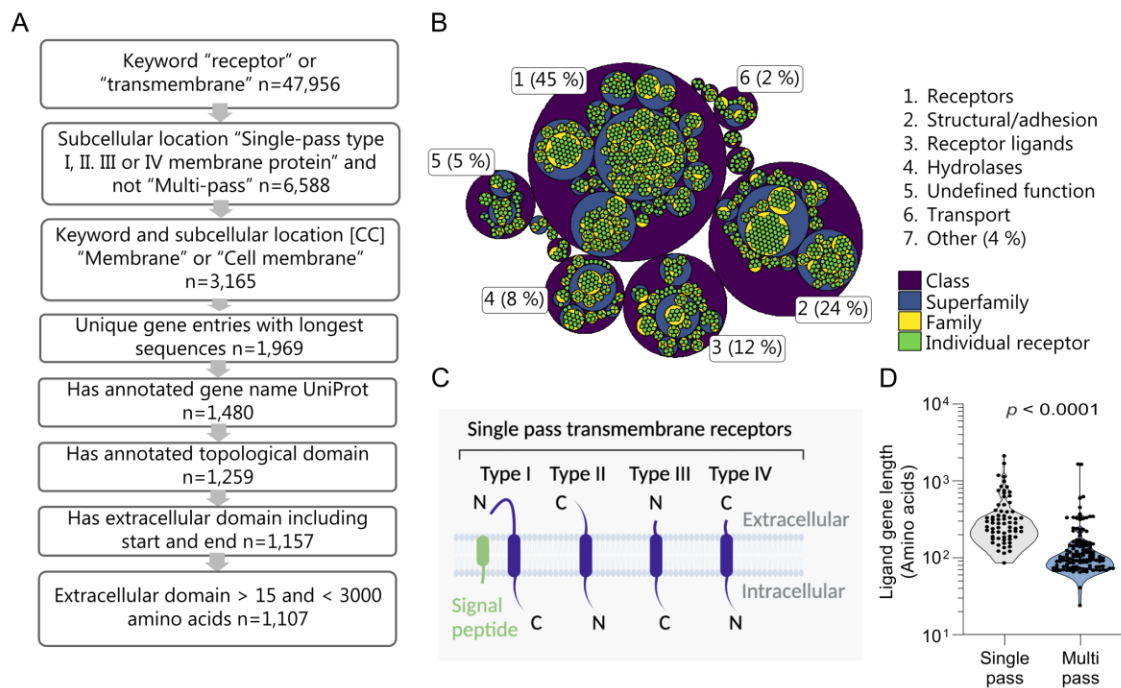 A
Keyword “receptor” or
“transmembrane” n=47,956
Subcellular location “Single-pass type
I, II. III or IV membrane protein” and
not “Multi-pass” n=6,588
Keyword and subcellular location [CC]
“Membrane” or “Cell membrane”
n=3,165
Unique gene entries with longest
sequences n=1,969
Has annotated gene name UniProt
n=1,480
Has annotated topological domain
n=1,259
Has extracellular domain including
start and end n=1,157
Extracellular domain > 15 and < 3000
amino acids n=1,107
B
1 (45 %)
6 (2 %)
5 (5 %)
4 (8 %)
3 (12 %)
2 (24 %)
1. Receptors
2. Structural/adhesion
3. Receptor ligands
4. Hydrolases
5. Undefined function
6. Transport
7. Other (4 %)
Class
Superfamily
Family
Individual receptor
C
Single pass transmembrane receptors
Type I Type II Type III Type IV
N C N C
Extracellular
Intracellular
Signal
peptide
C N C N
D
p < 0.0001
Ligand gene length
(Amino acids)
10⁴
10³
10²
10¹
Single
pass
Multi
pass